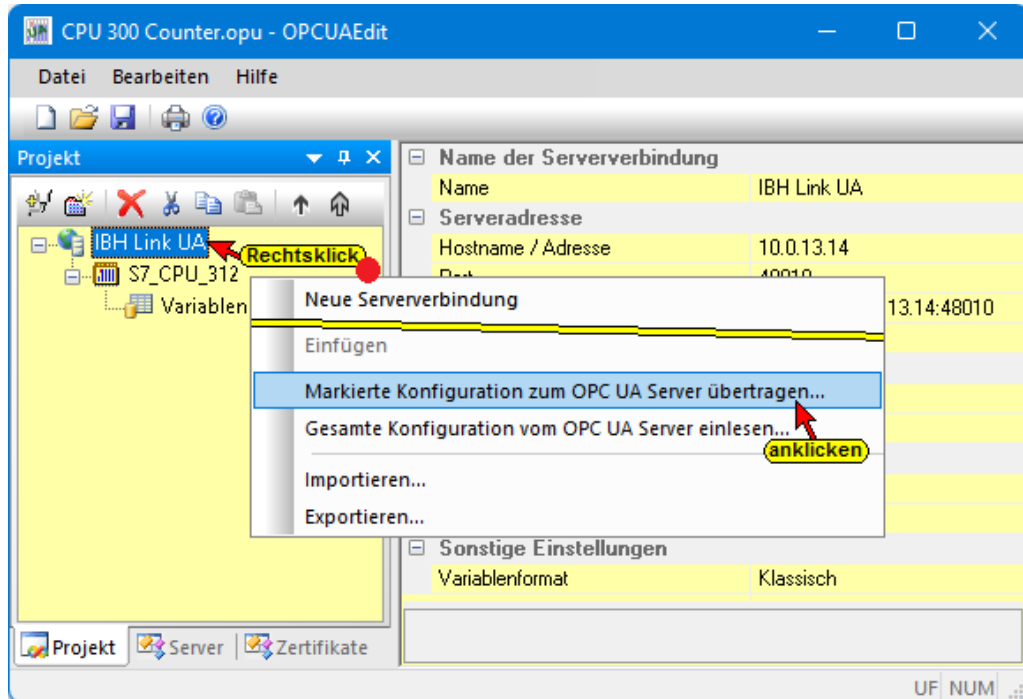 CPU 300 Counter.opu - OPCUAEdit
Datei Bearbeiten Hilfe
Projekt
IBH Link UA
Rechtsklick
S7_CPU_312
Variablen
Name der Serververbindung
Name IBH Link UA
Serveradresse
Hostname / Adresse 10.0.13.14
Port 48010
13.14:48010
Neue Serververbindung
Einfügen
Markierte Konfiguration zum OPC UA Server übertragen...
Gesamte Konfiguration vom OPC UA Server einlesen...
anklicken
Importieren...
Exportieren...
Sonstige Einstellungen
Variablenformat Klassisch
Projekt Server Zertifikate
UF NUM